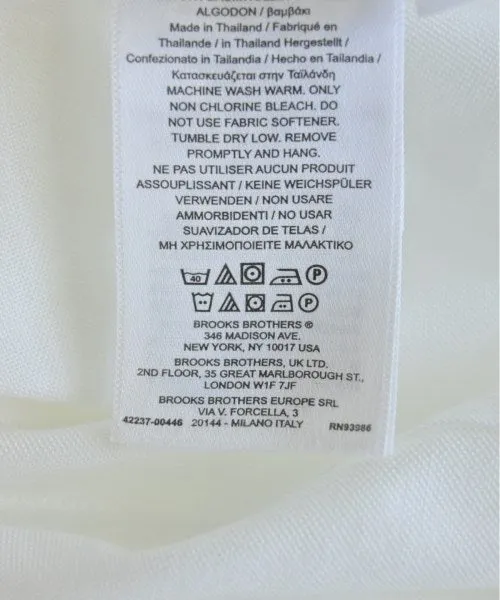 ALGODON / βαμβάκι
Made in Thailand / Fabriqué en
Thailande / in Thailand Hergestellt /
Confezionato in Tailandia / Hecho en Tailandia /
Κατασκευάζεται στην Ταϊλάνδη
MACHINE WASH WARM. ONLY
NON CHLORINE BLEACH. DO
NOT USE FABRIC SOFTENER.
TUMBLE DRY LOW. REMOVE
PROMPTLY AND HANG.
NE PAS UTILISER AUCUN PRODUIT
ASSOUPLISSANT / KEINE WEICHSPÜLER
VERWENDEN / NON USARE
AMMORBIDENTI / NO USAR
SUAVIZADOR DE TELAS /
ΜΗ ΧΡΗΣΙΜΟΠΟΙΕΙΤΕ ΜΑΛΑΚΤΙΚΟ
40 P
P
BROOKS BROTHERS ®
346 MADISON AVE.
NEW YORK, NY 10017 USA
BROOKS BROTHERS, UK LTD.
2ND FLOOR, 35 GREAT MARLBOROUGH ST.,
LONDON W1F 7JF
BROOKS BROTHERS EUROPE SRL
VIA V. FORCELLA, 3
42237-00446 20144 - MILANO ITALY RN93986